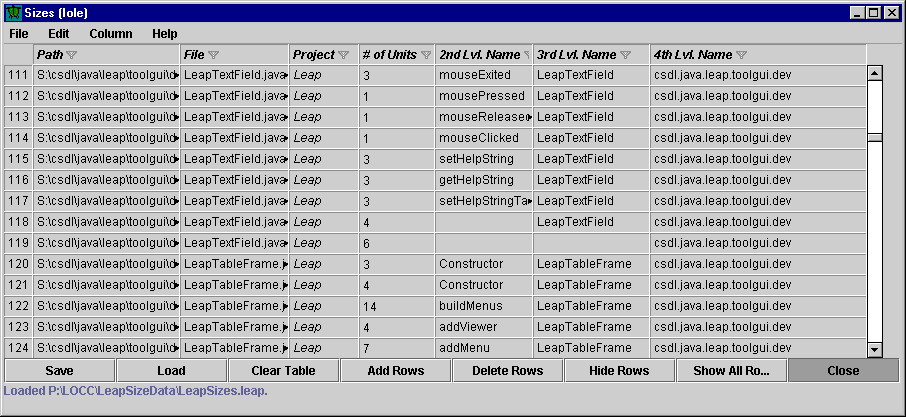 Sizes (lole)
File Edit Column Help
Path File Project # of Units 2nd Lvl. Name 3rd Lvl. Name 4th Lvl. Name
111 S:\csdl\java\leap\toolgui\d LeapTextField.java Leap 3 mouseExited LeapTextField csdl.java.leap.toolgui.dev
112 S:\csdl\java\leap\toolgui\d LeapTextField.java Leap 1 mousePressed LeapTextField csdl.java.leap.toolgui.dev
113 S:\csdl\java\leap\toolgui\d LeapTextField.java Leap 1 mouseReleased LeapTextField csdl.java.leap.toolgui.dev
114 S:\csdl\java\leap\toolgui\d LeapTextField.java Leap 1 mouseClicked LeapTextField csdl.java.leap.toolgui.dev
115 S:\csdl\java\leap\toolgui\d LeapTextField.java Leap 3 setHelpString LeapTextField csdl.java.leap.toolgui.dev
116 S:\csdl\java\leap\toolgui\d LeapTextField.java Leap 3 getHelpString LeapTextField csdl.java.leap.toolgui.dev
117 S:\csdl\java\leap\toolgui\d LeapTextField.java Leap 3 setHelpStringTa LeapTextField csdl.java.leap.toolgui.dev
118 S:\csdl\java\leap\toolgui\d LeapTextField.java Leap 4 LeapTextField csdl.java.leap.toolgui.dev
119 S:\csdl\java\leap\toolgui\d LeapTextField.java Leap 6 csdl.java.leap.toolgui.dev
120 S:\csdl\java\leap\toolgui\d LeapTableFrame.j Leap 3 Constructor LeapTableFrame csdl.java.leap.toolgui.dev
121 S:\csdl\java\leap\toolgui\d LeapTableFrame.j Leap 4 Constructor LeapTableFrame csdl.java.leap.toolgui.dev
122 S:\csdl\java\leap\toolgui\d LeapTableFrame.j Leap 14 buildMenus LeapTableFrame csdl.java.leap.toolgui.dev
123 S:\csdl\java\leap\toolgui\d LeapTableFrame.j Leap 4 addViewer LeapTableFrame csdl.java.leap.toolgui.dev
124 S:\csdl\java\leap\toolgui\d LeapTableFrame.j Leap 7 addMenu LeapTableFrame csdl.java.leap.toolgui.dev
Save Load Clear Table Add Rows Delete Rows Hide Rows Show All Ro... Close
Loaded P:\LOCC\LeapSizeData\LeapSizes.leap.